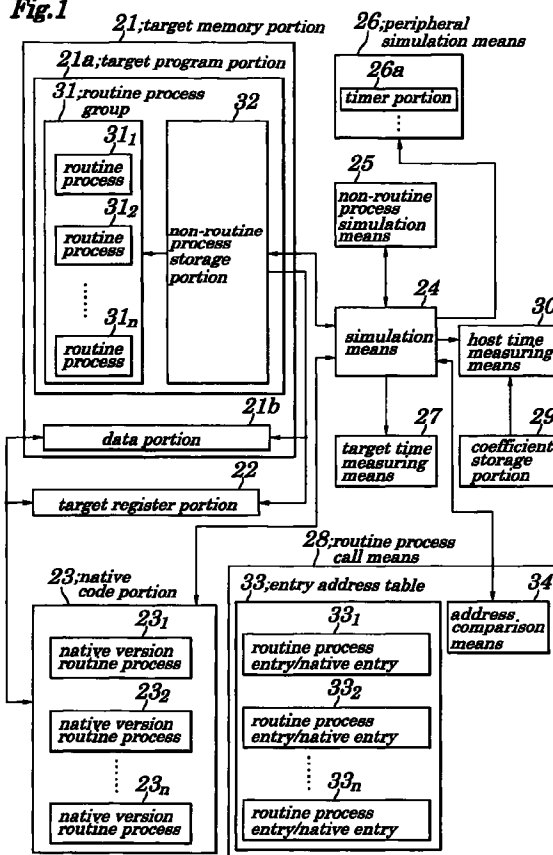 Fig.1
21;target memory portion
21a;target program portion
31;routine process
group
31₁
routine
process
31₂
routine
process
31ₙ
routine
process
32
non-routine
process
storage
portion
21b
data portion
22
target register portion
23;native
code portion
23₁
native version
routine process
23₂
native version
routine process
23ₙ
native version
routine process
26;peripheral
simulation means
26a
timer portion
25
non-routine
process
simulation
means
24
simulation
means
30
host time
measuring
means
27
target time
measuring
means
29
coefficient
storage
portion
28;routine process
call means
33;entry address table
33₁
routine process
entry/native entry
33₂
routine process
entry/native entry
33ₙ
routine process
entry/native entry
34
address
comparison
means